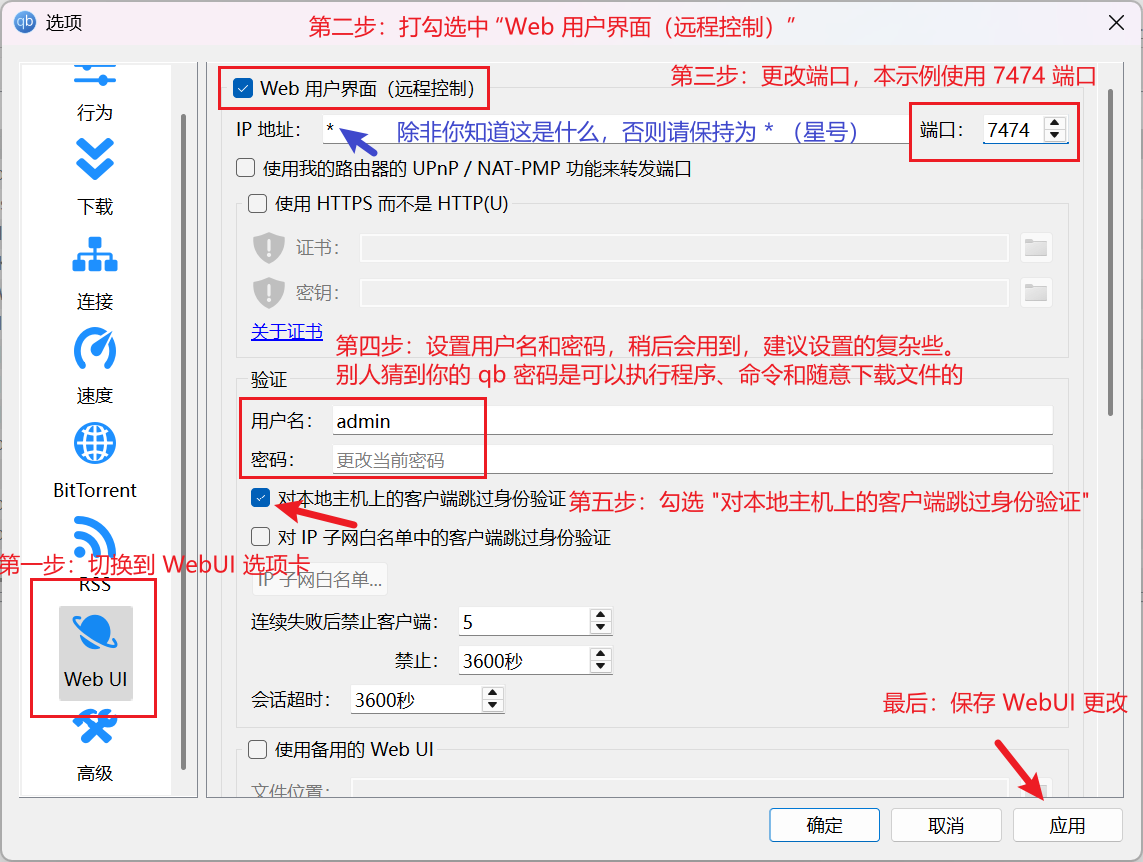 qb 选项
第二步：打勾选中 “Web 用户界面（远程控制）”
第三步：更改端口，本示例使用 7474 端口
Web 用户界面（远程控制）
IP 地址：
*
除非你知道这是什么，否则请保持为 * （星号）
端口：
7474
使用我的路由器的 UPnP / NAT-PMP 功能来转发端口
使用 HTTPS 而不是 HTTP(U)
证书：
密钥：
关于证书
第四步：设置用户名和密码，稍后会用到，建议设置的复杂些。
别人猜到你的 qb 密码是可以执行程序、命令和随意下载文件的
验证
用户名：
admin
密码：
更改当前密码
对本地主机上的客户端跳过身份验证
第五步：勾选 "对本地主机上的客户端跳过身份验证"
对 IP 子网白名单中的客户端跳过身份验证
IP 子网白名单...
连续失败后禁止客户端：
5
禁止：
3600秒
会话超时：
3600秒
使用备用的 Web UI
文件位置：
行为
下载
连接
速度
BitTorrent
第一步：切换到 WebUI 选项卡
RSS
Web UI
高级
最后：保存 WebUI 更改
确定
取消
应用